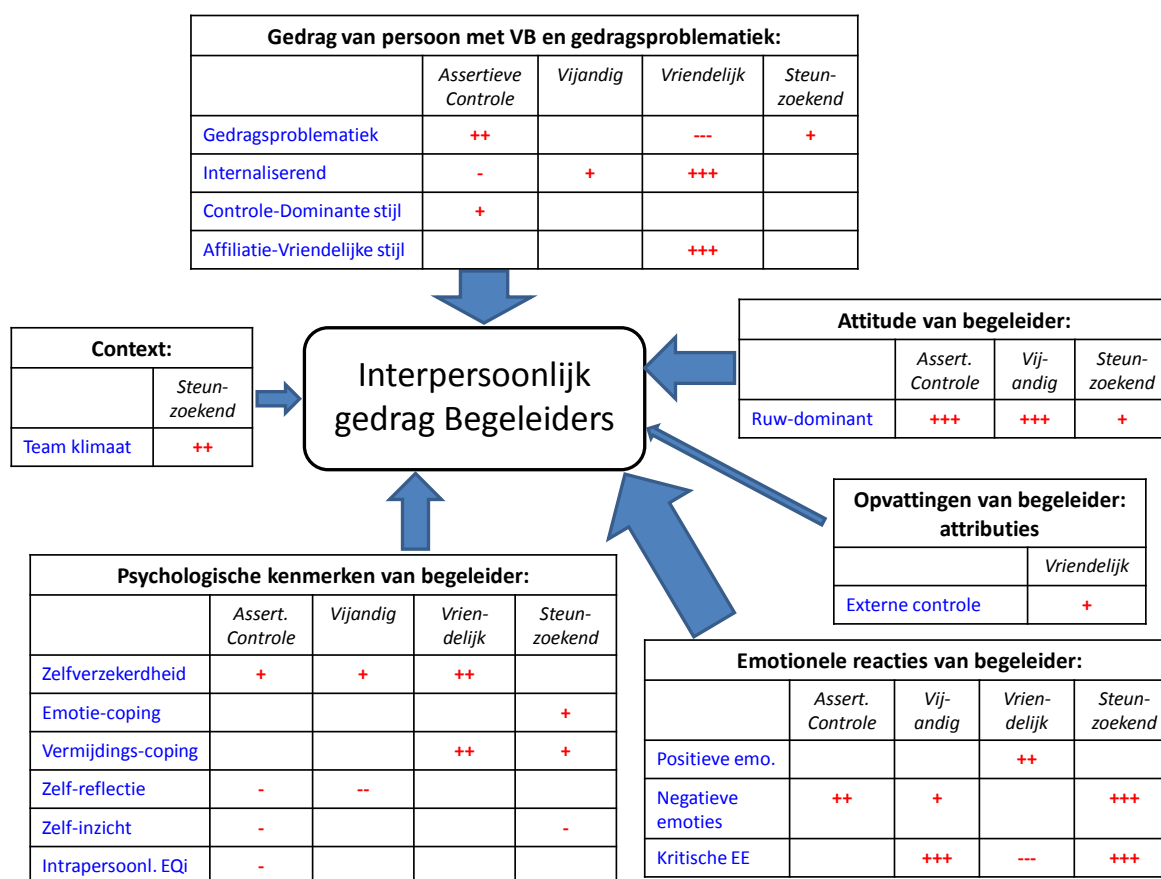 Gedrag van persoon met VB en gedragsproblematiek:
Assertieve Controle Vijandig Vriendelijk Steun-zoekend
Gedragsproblematiek ++ --- +
Internaliserend - + +++
Controle-Dominante stijl +
Affiliatie-Vriendelijke stijl +++
Context:
Steun-
zoekend
Team klimaat ++
Interpersoonlijk
gedrag Begeleiders
Attitude van begeleider:
Assert. Controle Vij-andig Steun-zoekend
Ruw-dominant +++ +++ +
Opvattingen van begeleider:
attributies
Vriendelijk
Externe controle +
Psychologische kenmerken van begeleider:
Assert. Controle Vijandig Vrien-delijk Steun-zoekend
Zelfverzekerdheid + + ++
Emotie-coping +
Vermijdings-coping ++ +
Zelf-reflectie - --
Zelf-inzicht - -
Intrapersoonl. EQi -
Emotionele reacties van begeleider:
Assert. Controle Vij-andig Vrien-delijk Steun-zoekend
Positieve emo. ++
Negatieve emoties ++ + +++
Kritische EE +++ --- +++